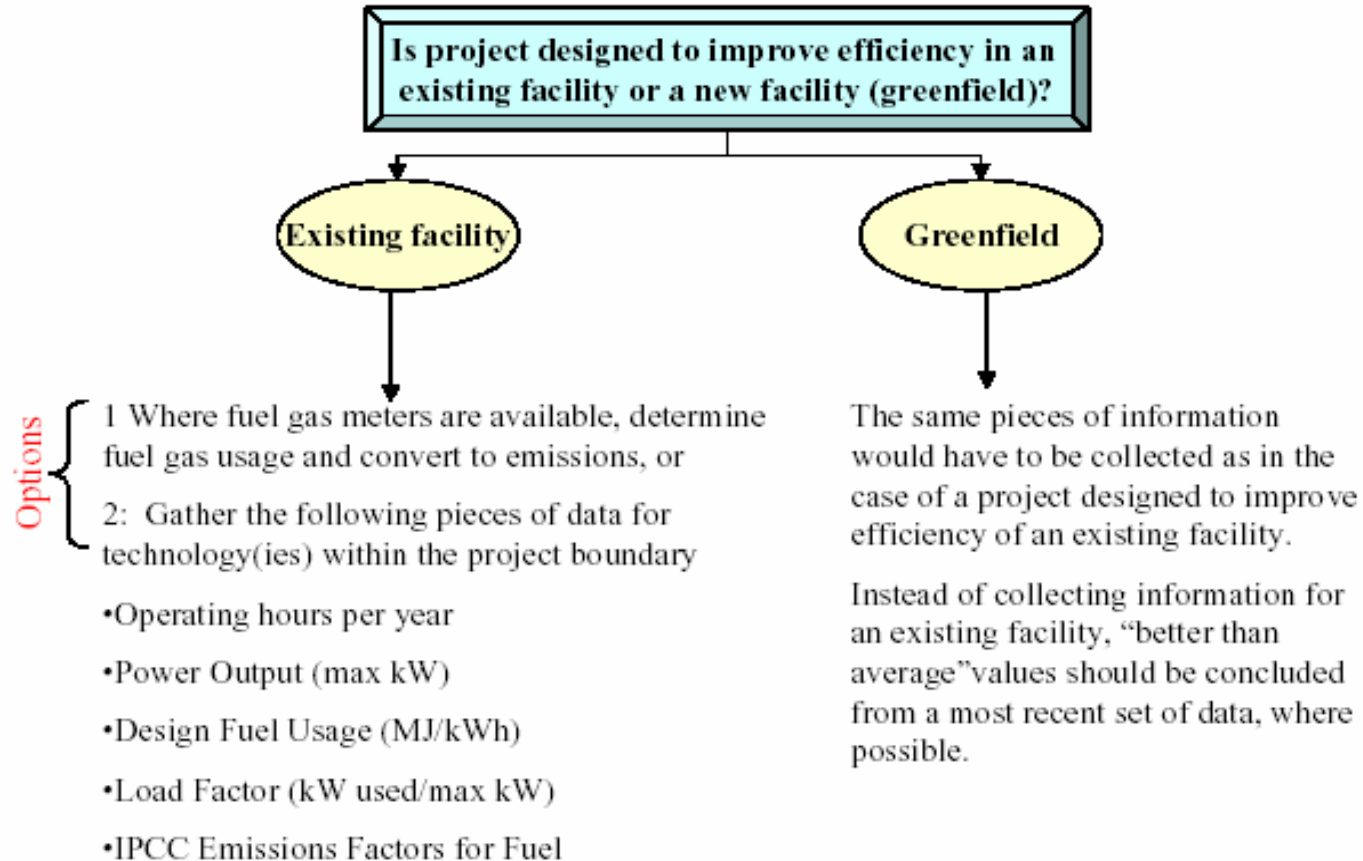 Is project designed to improve efficiency in an
existing facility or a new facility (greenfield)?
Existing facility
Greenfield
Options
1 Where fuel gas meters are available, determine
fuel gas usage and convert to emissions, or
2: Gather the following pieces of data for
technology(ies) within the project boundary
•Operating hours per year
•Power Output (max kW)
•Design Fuel Usage (MJ/kWh)
•Load Factor (kW used/max kW)
•IPCC Emissions Factors for Fuel
The same pieces of information
would have to be collected as in the
case of a project designed to improve
efficiency of an existing facility.
Instead of collecting information for
an existing facility, “better than
average”values should be concluded
from a most recent set of data, where
possible.